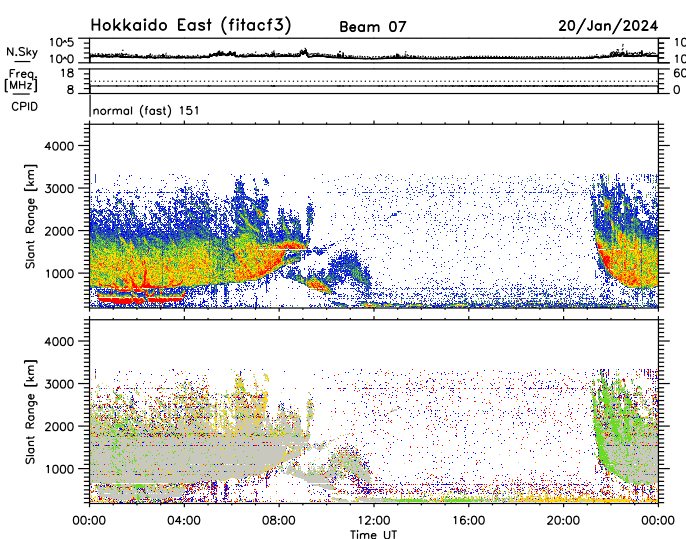 Hokkaido East (fitacf3) Beam 07 20/Jan/2024
N.Sky 10^5 10^0 10 10
Freq. [MHz] 18 8 60 0
CPID normal (fast) 151
Slant Range [km] 4000 3000 2000 1000
Slant Range [km] 4000 3000 2000 1000
00:00 04:00 08:00 12:00 16:00 20:00 00:00
Time UT